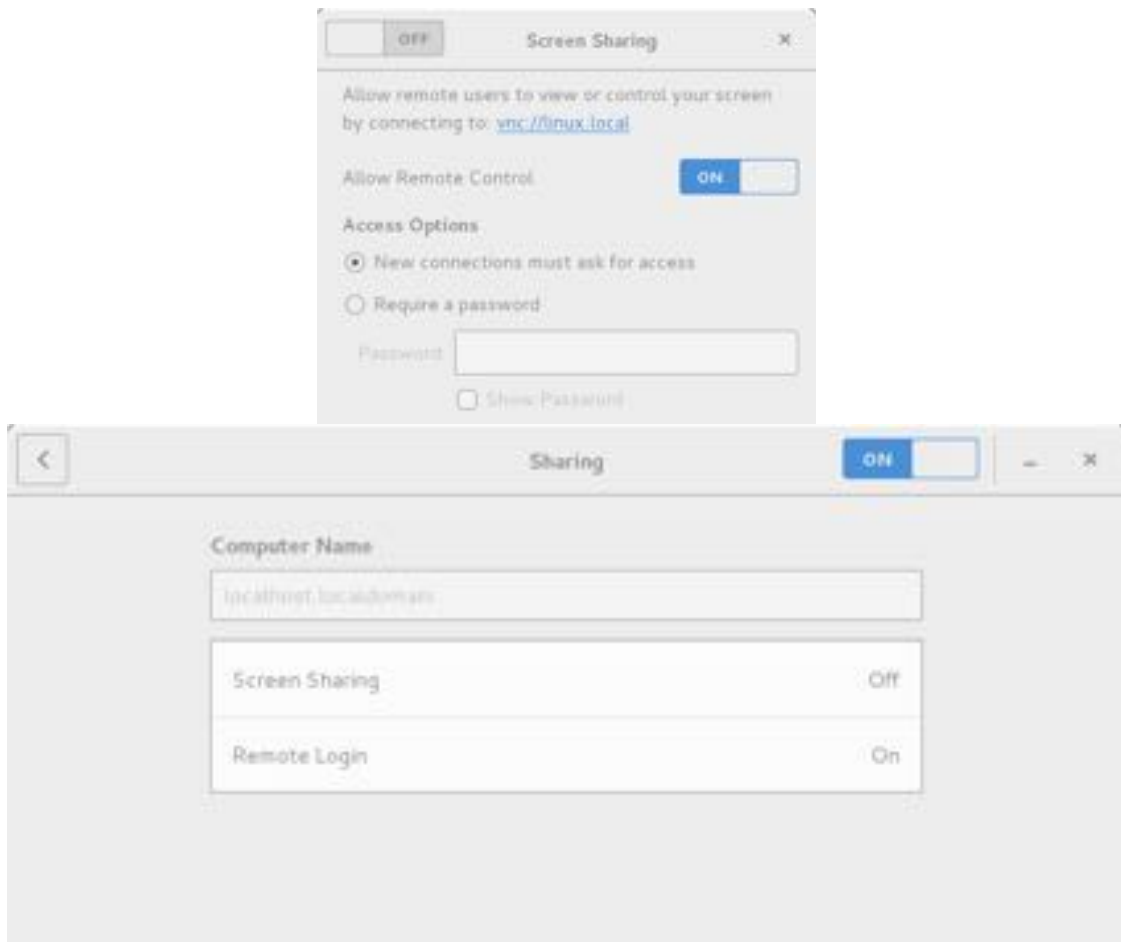 OFF Screen Sharing
Allow remote users to view or control your screen
by connecting to: vnc://linux.local
Allow Remote Control ON
Access Options
New connections must ask for access
Require a password
Password
Show Password
Sharing ON
Computer Name
localhost.localdomain
Screen Sharing Off
Remote Login On